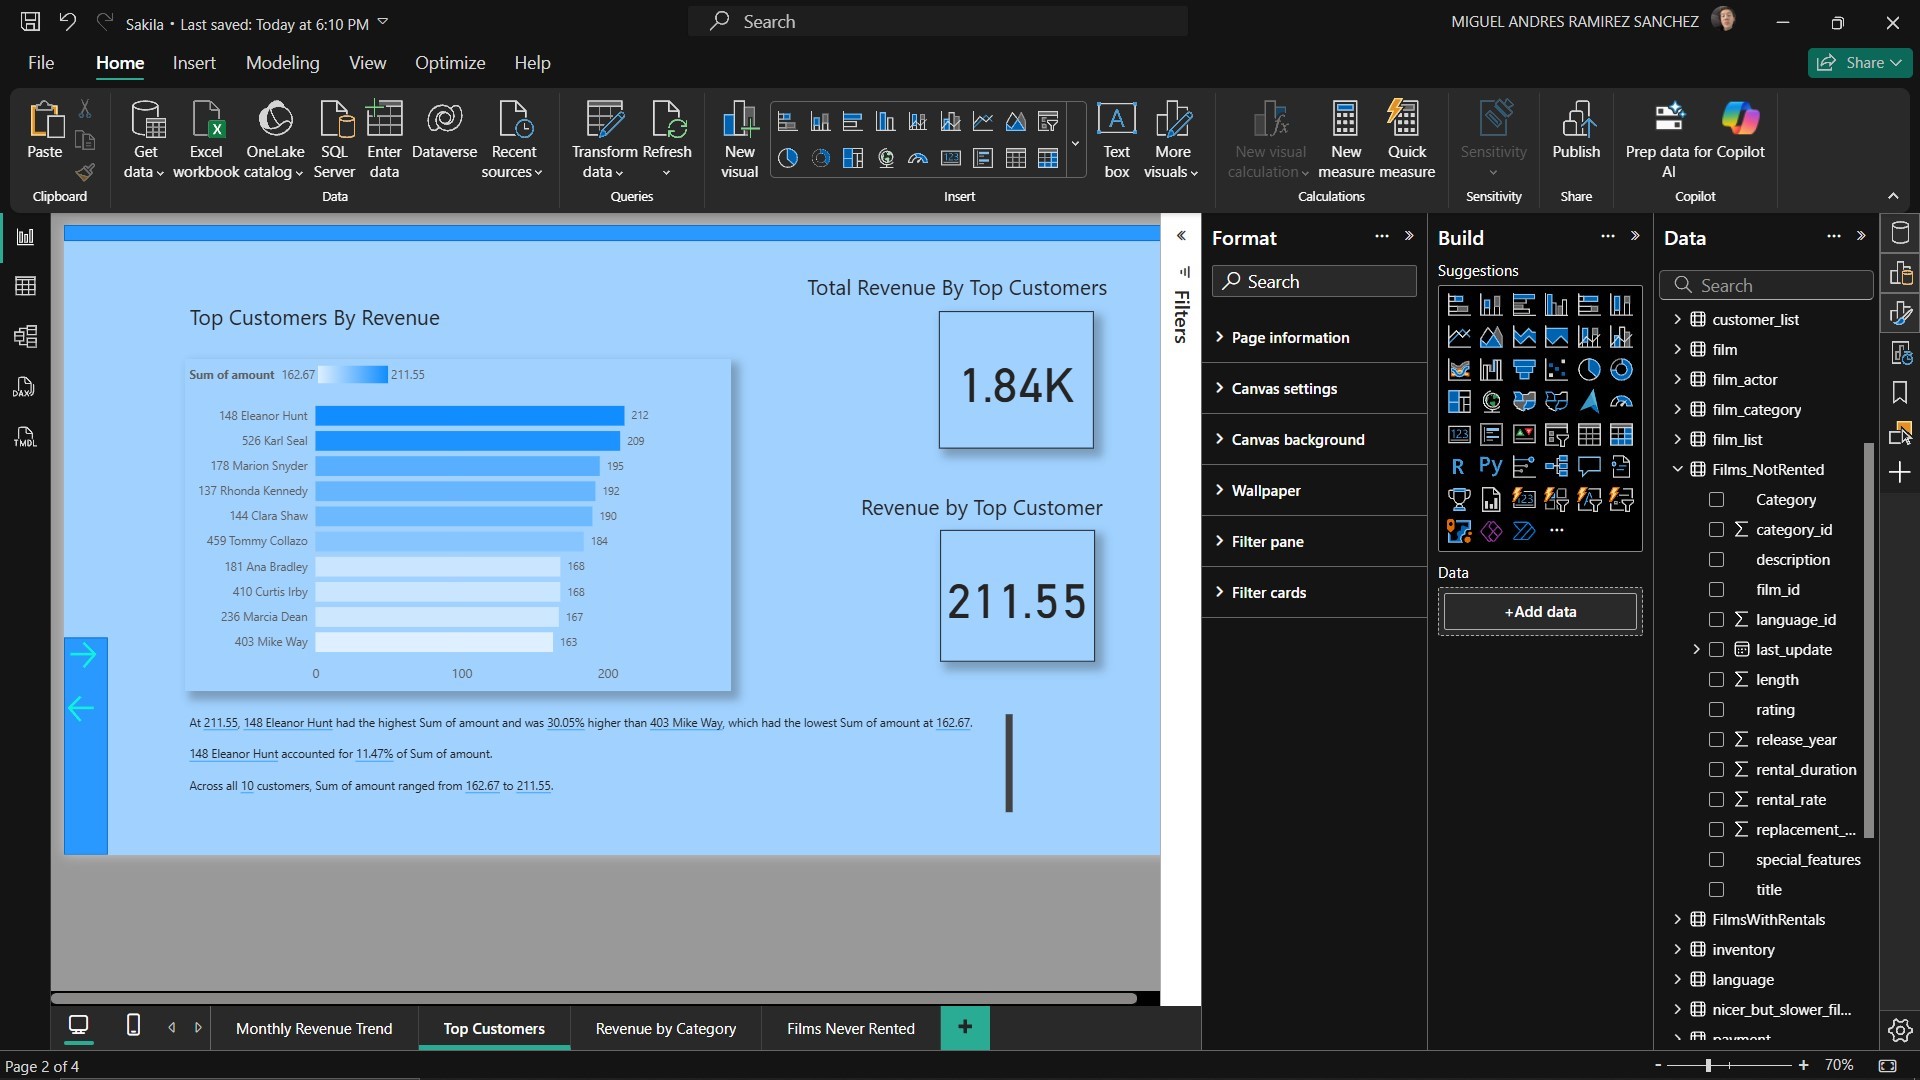 Sakila • Last saved: Today at 6:10 PM
Search
MIGUEL ANDRES RAMIREZ SANCHEZ
File Home Insert Modeling View Optimize Help
Share
Paste
Get data
Excel workbook
OneLake catalog
SQL Server
Enter data
Dataverse
Recent sources
Transform data
Refresh
New visual
Text box
More visuals
New visual calculation
New measure
Quick measure
Sensitivity
Publish
Prep data for AI
Copilot
Clipboard
Data
Queries
Insert
Calculations
Sensitivity
Share
Copilot
DAX
TMDL
Top Customers By Revenue
Sum of amount 162.67 211.55
148 Eleanor Hunt 212
526 Karl Seal 209
178 Marion Snyder 195
137 Rhonda Kennedy 192
144 Clara Shaw 190
459 Tommy Collazo 184
181 Ana Bradley 168
410 Curtis Irby 168
236 Marcia Dean 167
403 Mike Way 163
0 100 200
Total Revenue By Top Customers
1.84K
Revenue by Top Customer
211.55
At 211.55, 148 Eleanor Hunt had the highest Sum of amount and was 30.05% higher than 403 Mike Way, which had the lowest Sum of amount at 162.67.
148 Eleanor Hunt accounted for 11.47% of Sum of amount.
Across all 10 customers, Sum of amount ranged from 162.67 to 211.55.
Filters
Format
Search
Page information
Canvas settings
Canvas background
Wallpaper
Filter pane
Filter cards
Build
Suggestions
123
R Py
Data
+Add data
Data
Search
customer_list
film
film_actor
film_category
film_list
Films_NotRented
Category
category_id
description
film_id
language_id
last_update
length
rating
release_year
rental_duration
rental_rate
replacement_...
special_features
title
FilmsWithRentals
inventory
language
nicer_but_slower_fil...
payment
Monthly Revenue Trend
Top Customers
Revenue by Category
Films Never Rented
Page 2 of 4
70%